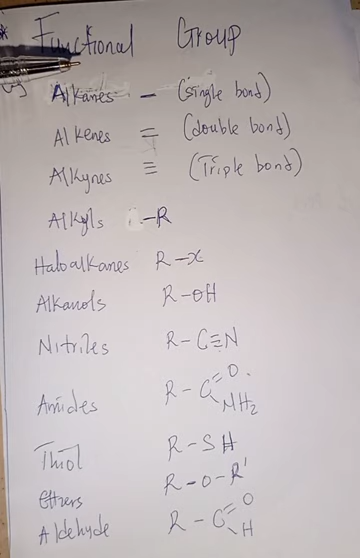 Functional Group
Alkanes – (single bond)
Alkenes = (double bond)
Alkynes ≡ (Triple bond)
Alkyls -R
Haloalkanes R-x
Alkanols R-OH
Nitriles R-C≡N
Amides R-C=O NH₂
Thiol R-SH
Ethers R-O-R'
Aldehyde R-C=O H